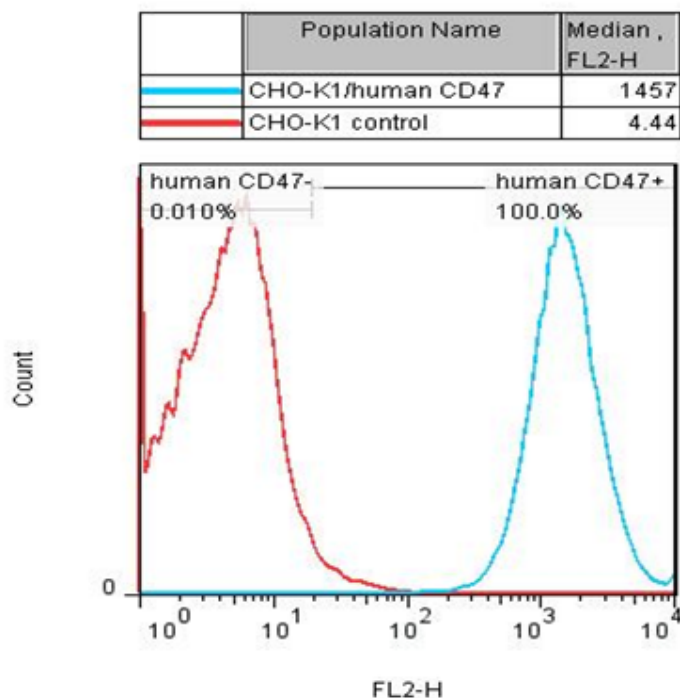 Population Name
Median ,
FL2-H
CHO-K1/human CD47 1457
CHO-K1 control 4.44
human CD47-
0.010%
human CD47+
100.0%
Count
0
10^0 10^1 10^2 10^3 10^4
FL2-H